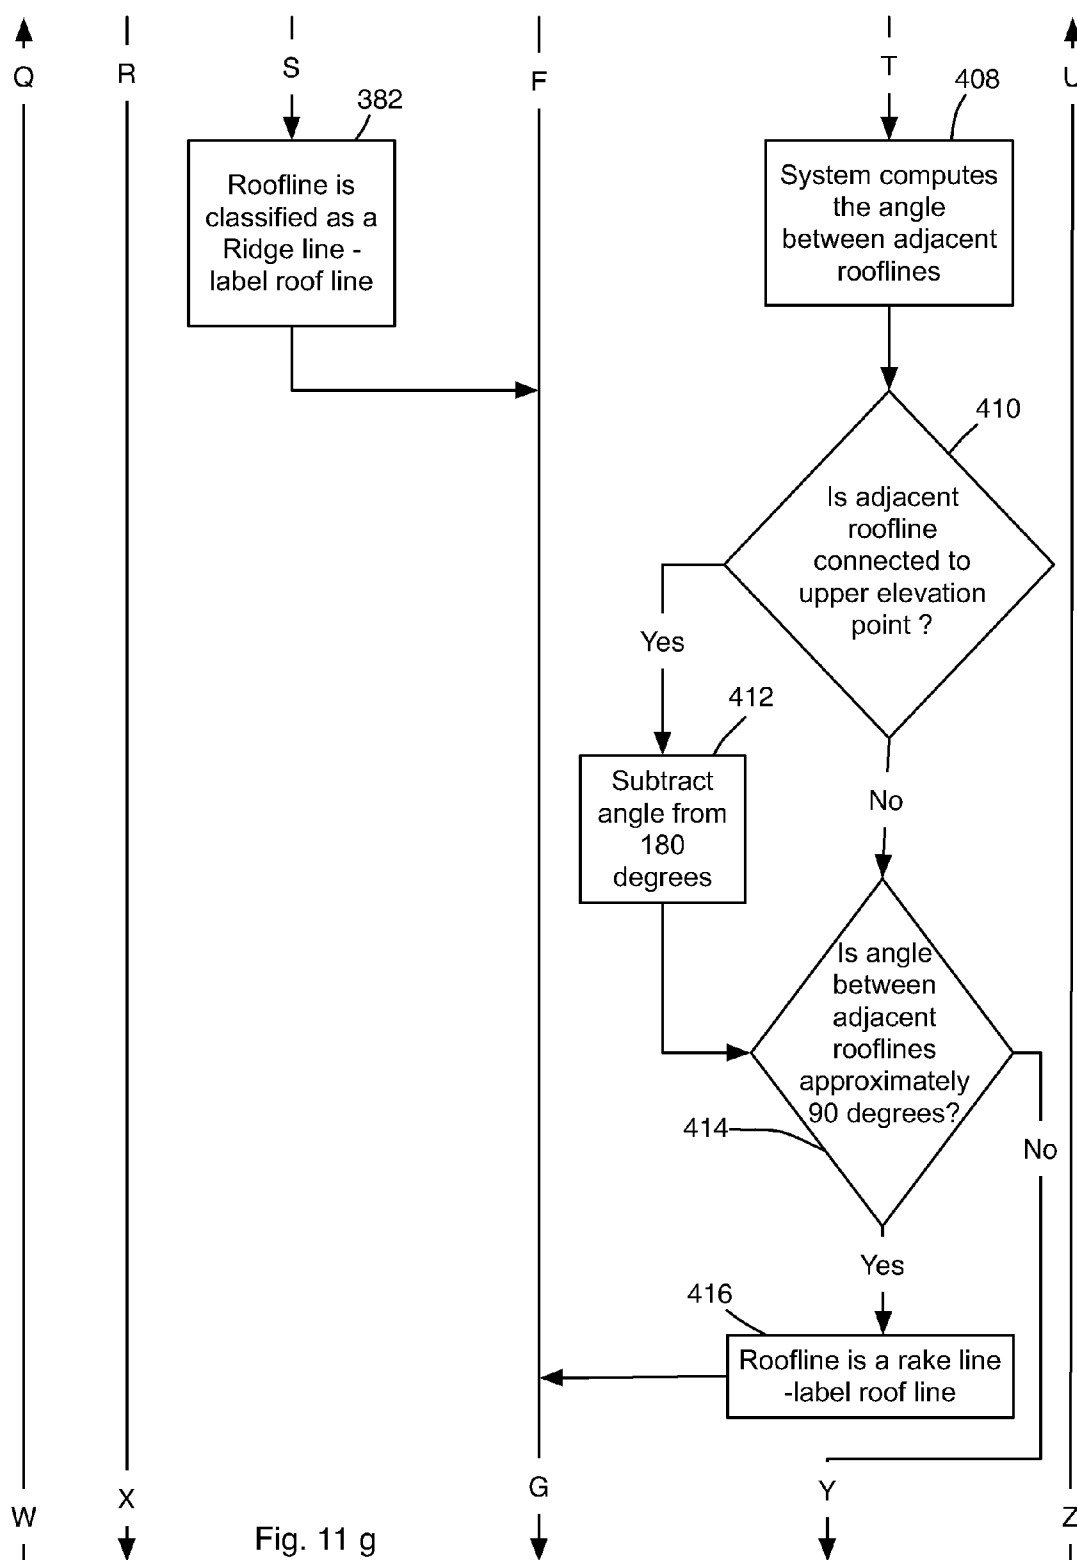 Q
R
S
F
T
U
382
408
Roofline is
classified as a
Ridge line -
label roof line
System computes
the angle
between adjacent
rooflines
410
Is adjacent
roofline
connected to
upper elevation
point ?
Yes
412
Subtract
angle from
180
degrees
No
Is angle
between
adjacent
rooflines
approximately
90 degrees?
414
No
Yes
416
Roofline is a rake line
-label roof line
W
X
G
Y
Z
Fig. 11 g